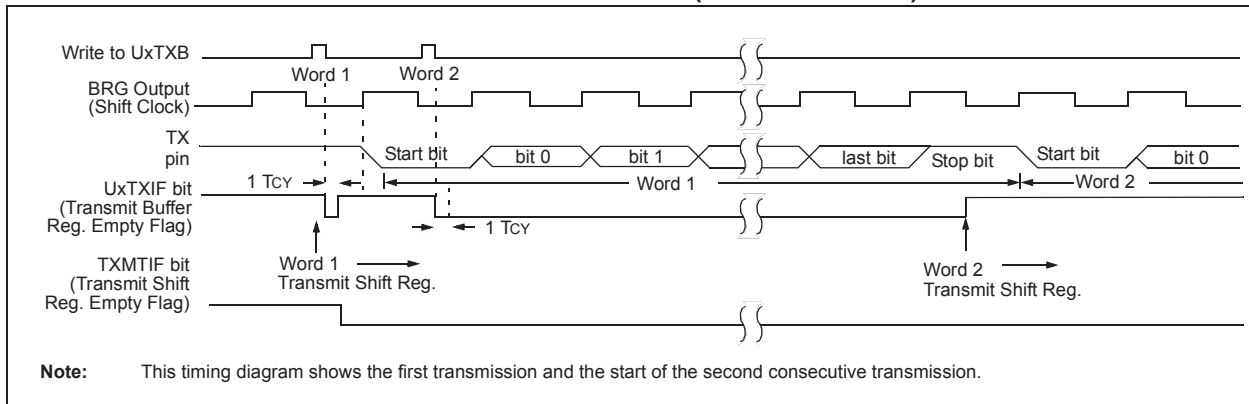 Write to UxTXB
Word 1 Word 2
BRG Output
(Shift Clock)
TX
pin
Start bit bit 0 bit 1 last bit Stop bit Start bit bit 0
1 TCY
Word 1
Word 2
UxTXIF bit
(Transmit Buffer
Reg. Empty Flag)
1 TCY
Word 1
Transmit Shift Reg.
Word 2
Transmit Shift Reg.
TXMTIF bit
(Transmit Shift
Reg. Empty Flag)
Note: This timing diagram shows the first transmission and the start of the second consecutive transmission.